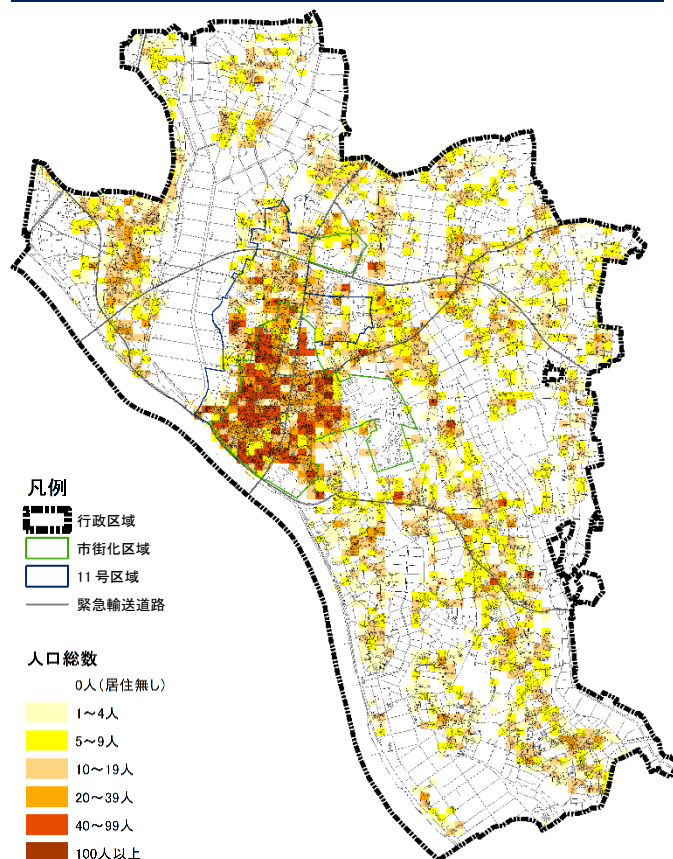 凡例
行政区域
市街化区域
11号区域
緊急輸送道路
人口総数
0人(居住無し)
1～4人
5～9人
10～19人
20～39人
40～99人
100人以上